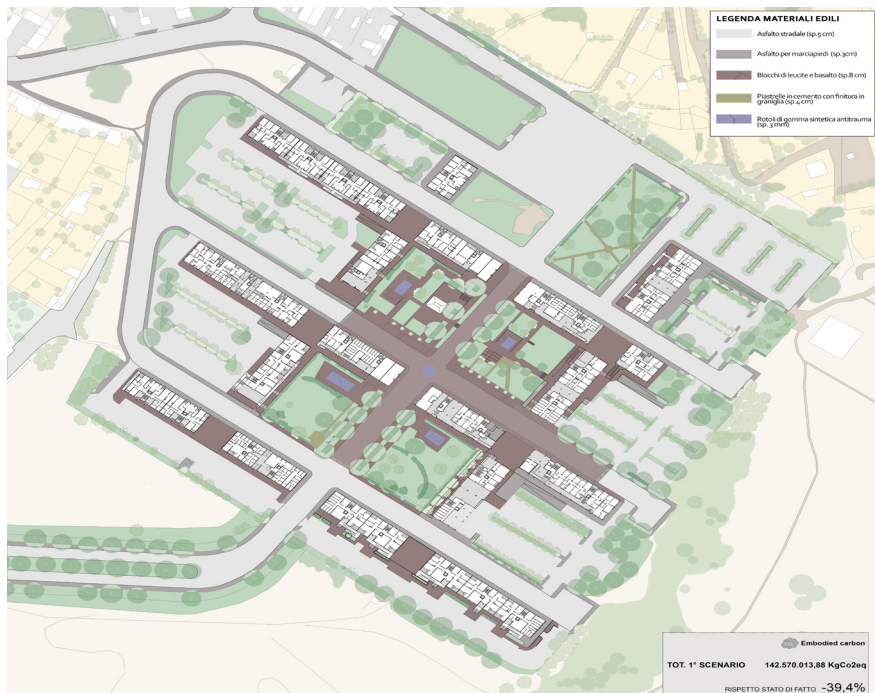 LEGENDA MATERIALI EDILI
Asfalto stradale (sp.5 cm)
Asfalto per marciapiedi (sp.3cm)
Blocchi di leucite e basalto (sp.8 cm)
Piastrelle in cemento con finitura in
graniglia (sp.4 cm)
Rotoli di gomma sintetica antitrauma
(sp. 3 mm)
Embodied carbon
TOT. 1° SCENARIO 142.570.013,88 KgCo2eq
RISPETTO STATO DI FATTO -39,4%